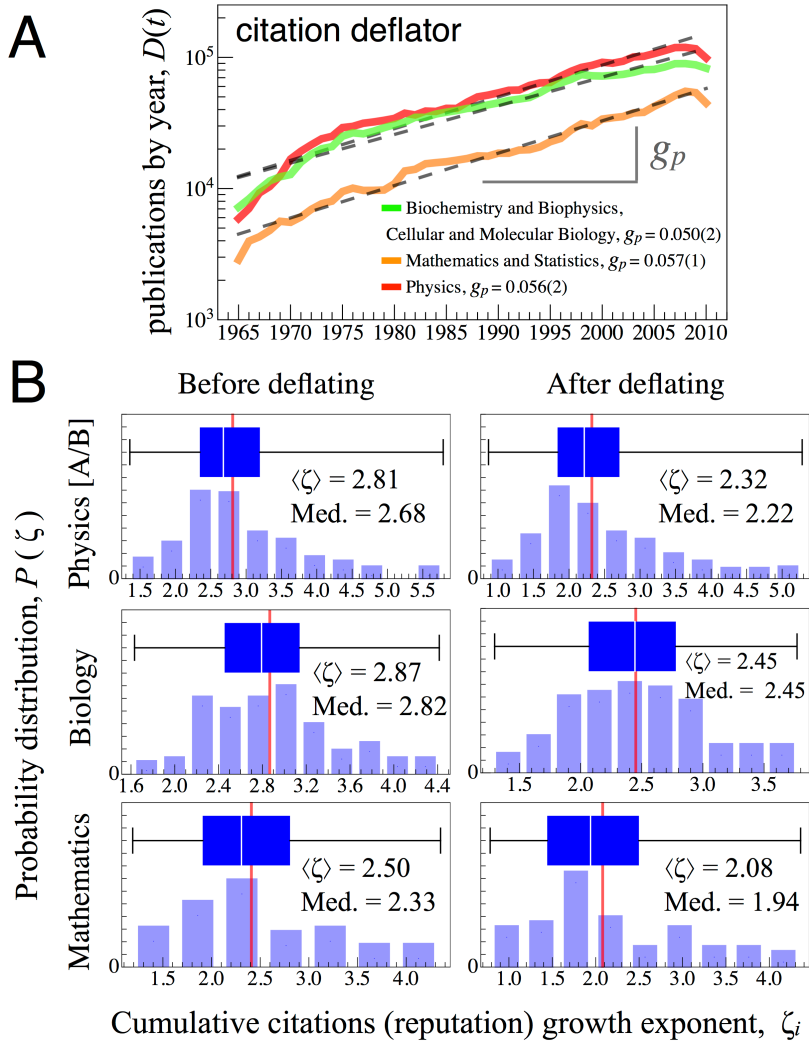 A
citation deflator
publications by year, D(t)
10^5
10^4
10^3
g_p
Biochemistry and Biophysics,
Cellular and Molecular Biology, g_p = 0.050(2)
Mathematics and Statistics, g_p = 0.057(1)
Physics, g_p = 0.056(2)
1965 1970 1975 1980 1985 1990 1995 2000 2005 2010
B
Before deflating
After deflating
Probability distribution, P(ζ)
Physics [A/B]
⟨ζ⟩ = 2.81
Med. = 2.68
0
1.5 2.0 2.5 3.0 3.5 4.0 4.5 5.0 5.5
⟨ζ⟩ = 2.32
Med. = 2.22
0
1.0 1.5 2.0 2.5 3.0 3.5 4.0 4.5 5.0
Biology
⟨ζ⟩ = 2.87
Med. = 2.82
0
1.6 2.0 2.4 2.8 3.2 3.6 4.0 4.4
⟨ζ⟩ = 2.45
Med. = 2.45
0
1.5 2.0 2.5 3.0 3.5
Mathematics
⟨ζ⟩ = 2.50
Med. = 2.33
0
1.5 2.0 2.5 3.0 3.5 4.0
⟨ζ⟩ = 2.08
Med. = 1.94
0
1.0 1.5 2.0 2.5 3.0 3.5 4.0
Cumulative citations (reputation) growth exponent, ζ_i